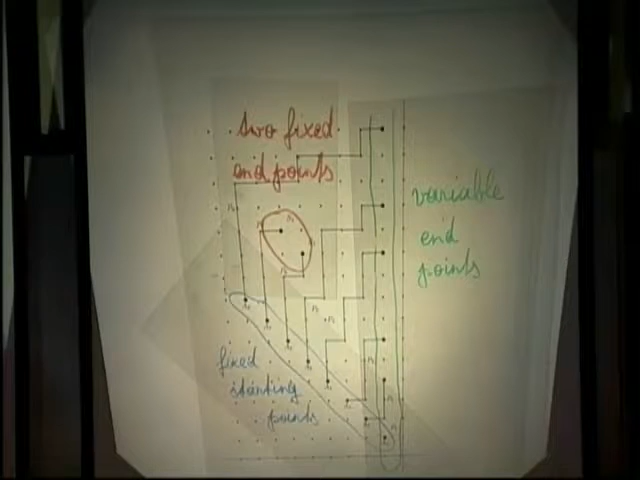 two fixed
end points
variable
end
points
fixed
starting
points